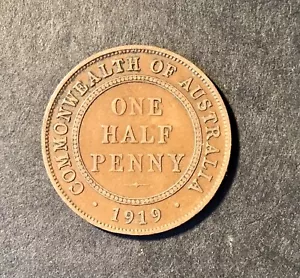 COMMONWEALTH OF AUSTRALIA
ONE
HALF
PENNY
· 1919 ·